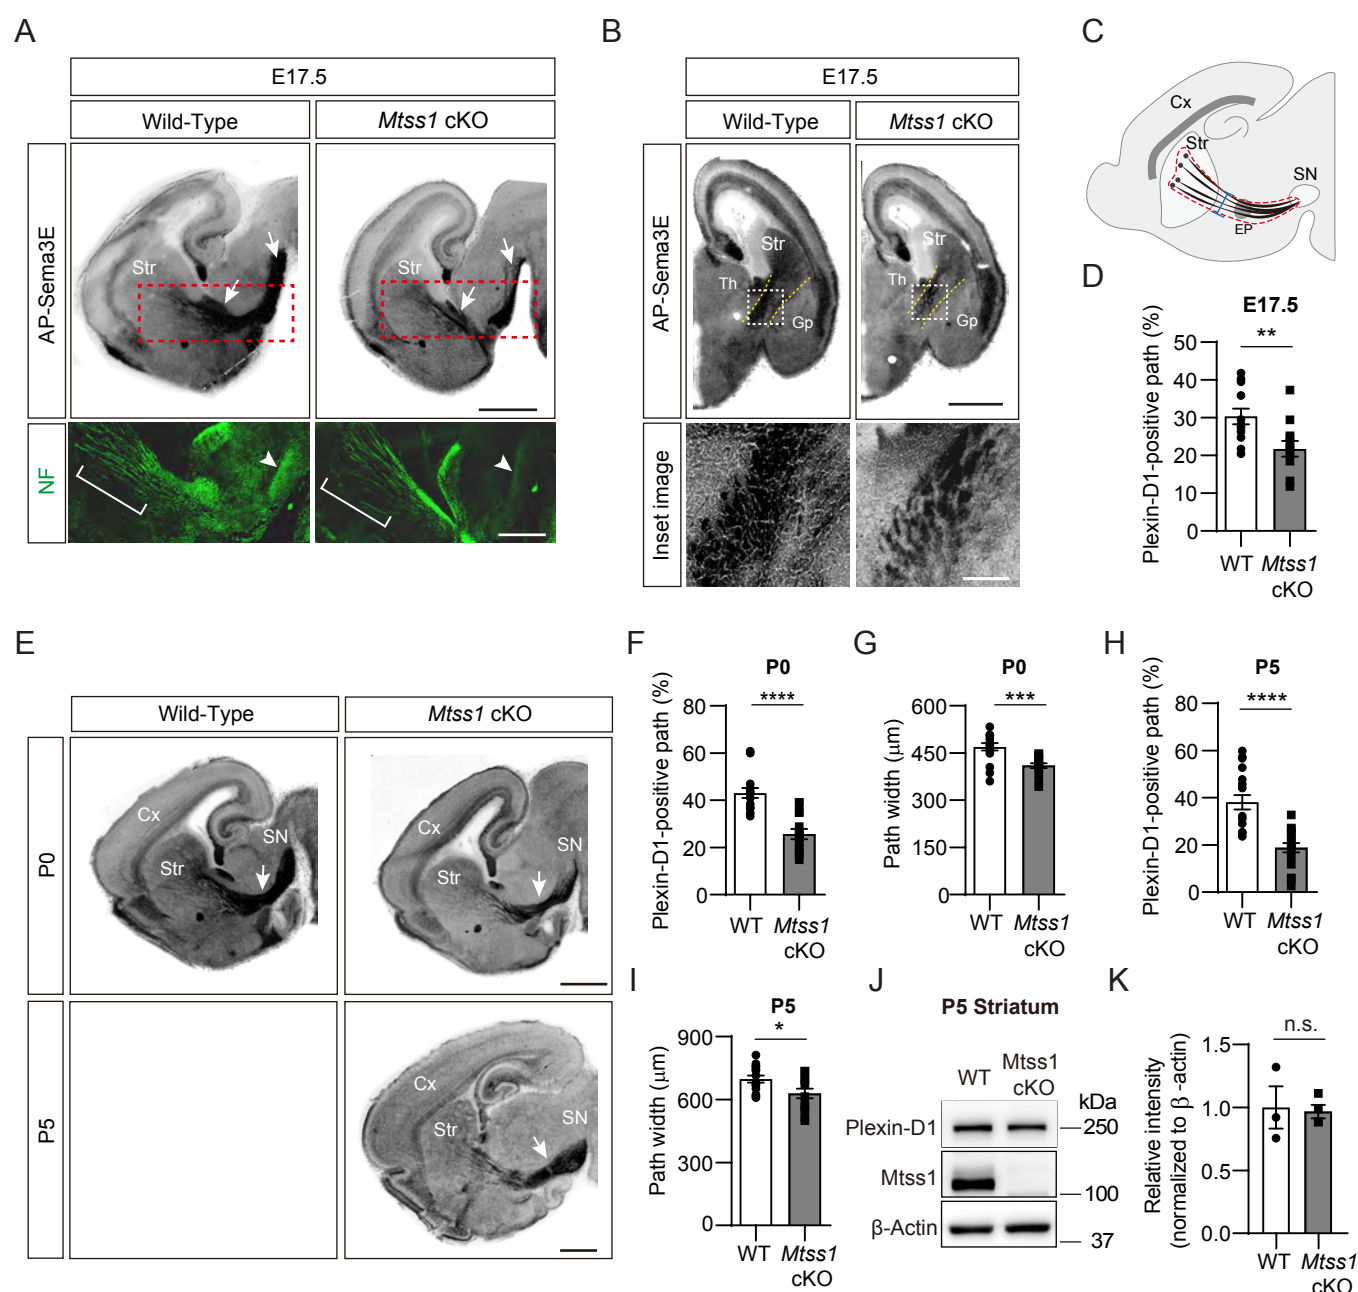 A
E17.5
Wild-Type
Mtss1 cKO
AP-Sema3E
Str
Str
NF
B
E17.5
Wild-Type
Mtss1 cKO
AP-Sema3E
Str
Th
Gp
Str
Th
Gp
Inset image
C
Cx
Str
SN
EP
D
E17.5
**
Plexin-D1-positive path (%)
50
40
30
20
10
0
WT
Mtss1
cKO
E
Wild-Type
Mtss1 cKO
P0
Cx
SN
Str
Cx
SN
Str
P5
Cx
SN
Str
F
P0
****
Plexin-D1-positive path (%)
80
60
40
20
0
WT
Mtss1
cKO
G
P0
***
Path width (μm)
600
450
300
150
0
WT
Mtss1
cKO
H
P5
****
Plexin-D1-positive path (%)
80
60
40
20
0
WT
Mtss1
cKO
I
P5
*
Path width (μm)
900
600
300
0
WT
Mtss1
cKO
J
P5 Striatum
WT
Mtss1
cKO
kDa
Plexin-D1
250
Mtss1
100
β-Actin
37
K
n.s.
Relative intensity
(normalized to β -actin)
1.5
1.0
0.5
0.0
WT
Mtss1
cKO